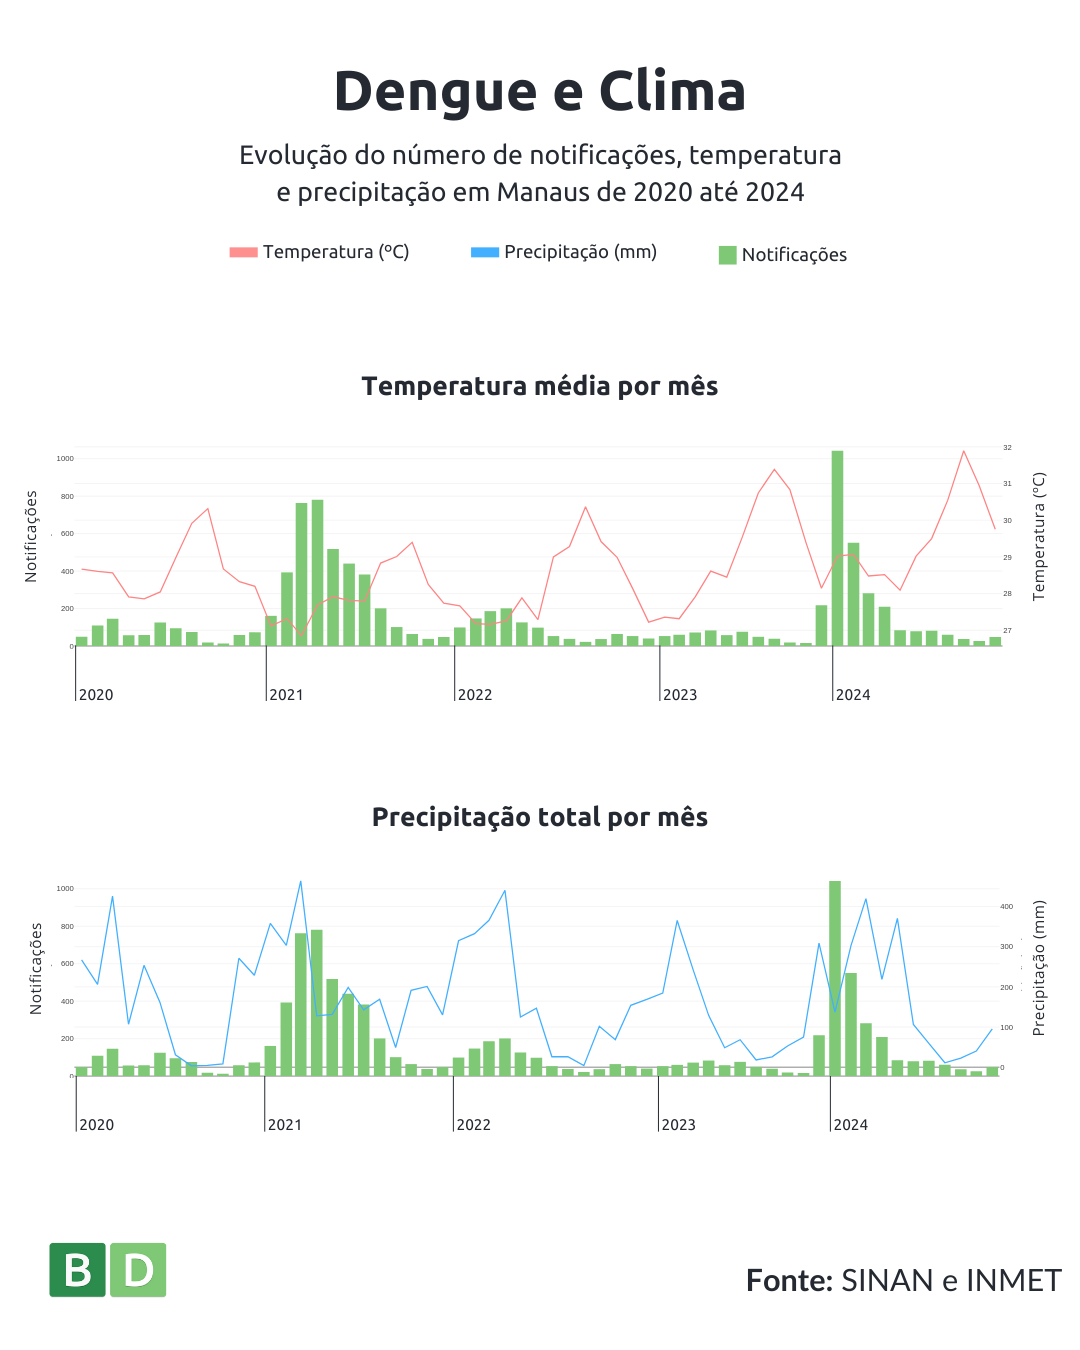 Dengue e Clima
Evolução do número de notificações, temperatura
e precipitação em Manaus de 2020 até 2024
Temperatura (ºC)
Precipitação (mm)
Notificações
Temperatura média por mês
Notificações
1000
800
600
400
200
0
32
31
30
29
28
27
Temperatura (ºC)
2020
2021
2022
2023
2024
Precipitação total por mês
Notificações
1000
800
600
400
200
0
400
300
200
100
0
Precipitação (mm)
2020
2021
2022
2023
2024
B D
Fonte: SINAN e INMET